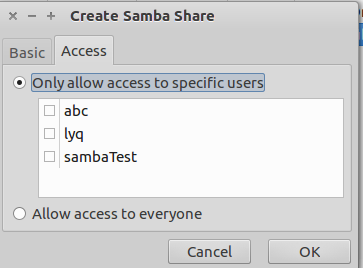 Create Samba Share
Basic
Access
Only allow access to specific users
abc
lyq
sambaTest
Allow access to everyone
Cancel
OK